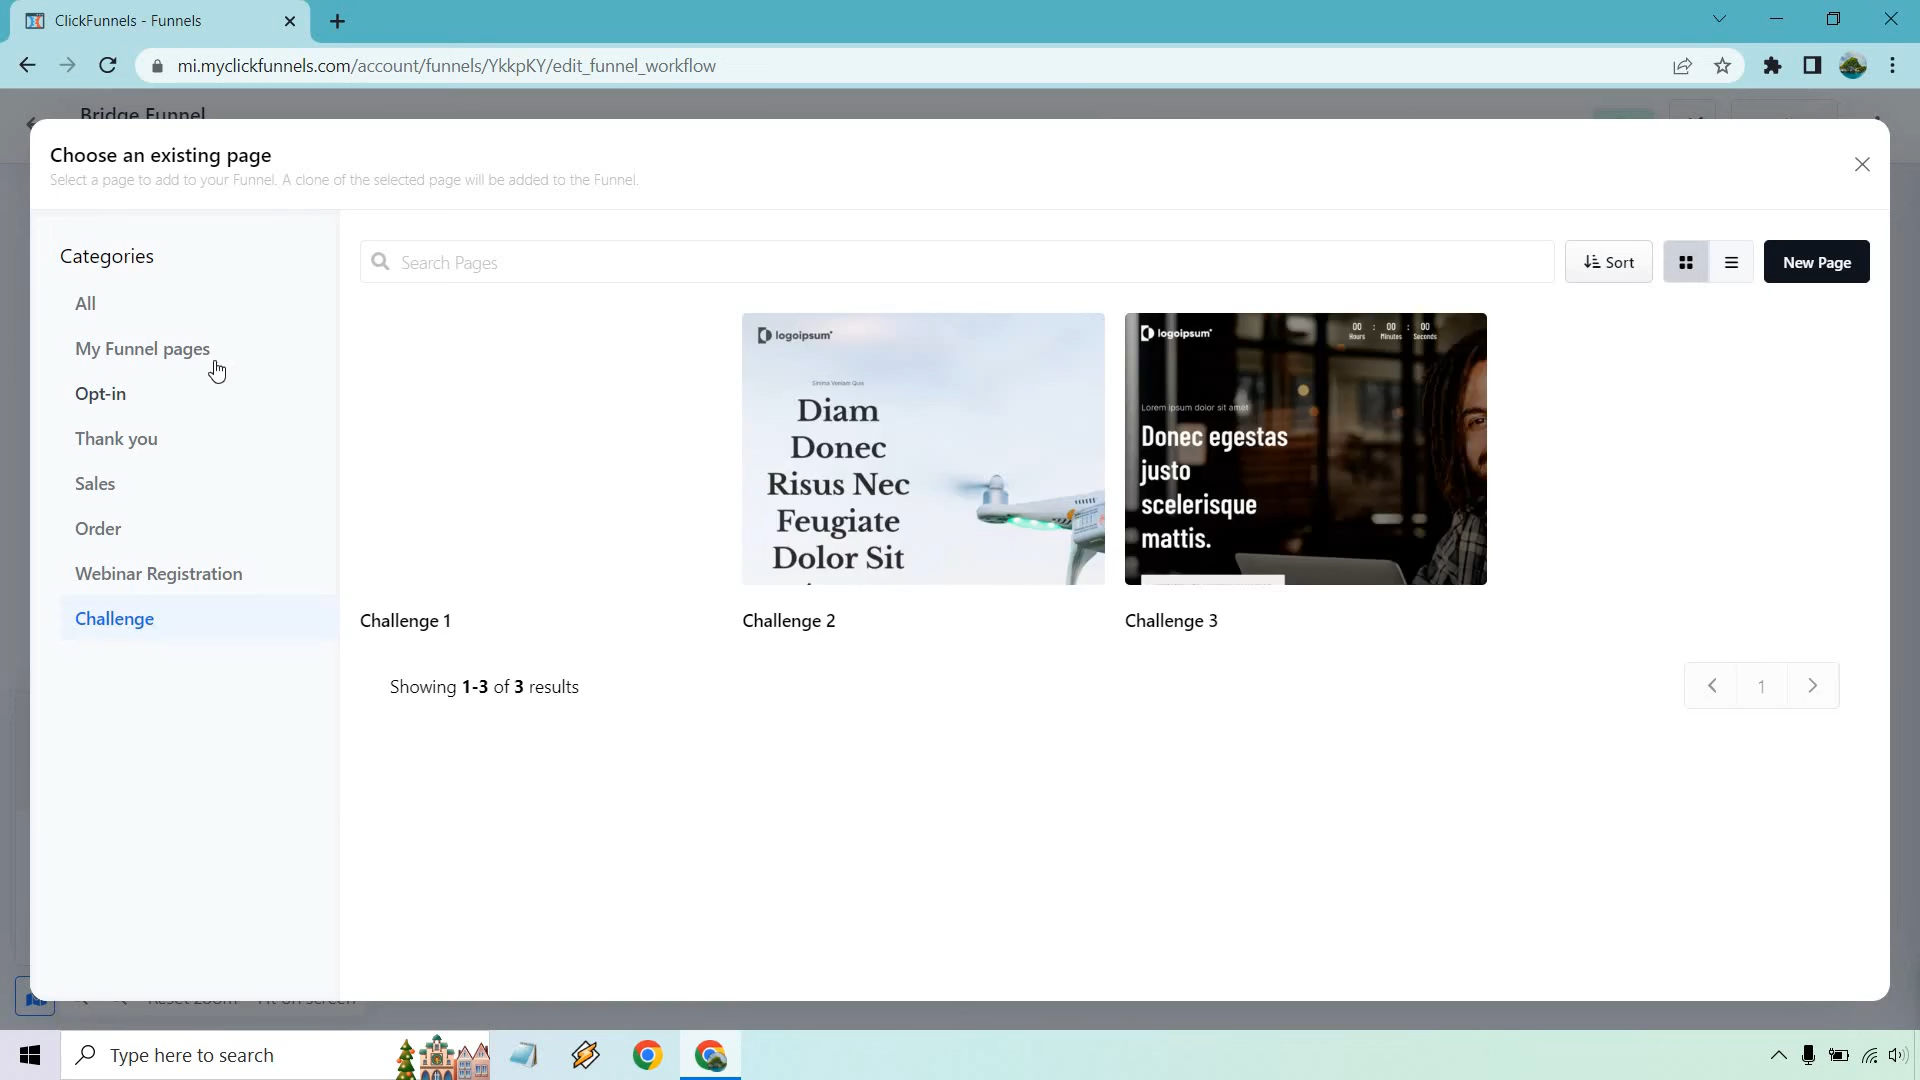 ClickFunnels - Funnels
mi.myclickfunnels.com/account/funnels/YkkpKY/edit_funnel_workflow
Bridge Funnel
Choose an existing page
Select a page to add to your Funnel. A clone of the selected page will be added to the Funnel.
Categories
All
My Funnel pages
Opt-in
Thank you
Sales
Order
Webinar Registration
Challenge
Search Pages
Sort
New Page
logoipsum
Simma Veniam Quis
Diam
Donec
Risus Nec
Feugiate
Dolor Sit
logoipsum
00 : 00 : 00
Hours Minutes Seconds
Lorem ipsum dolor sit amet
Donec egestas
justo
scelerisque
mattis.
Challenge 1
Challenge 2
Challenge 3
Showing 1-3 of 3 results
1
Reset zoom
Fit on screen
Type here to search